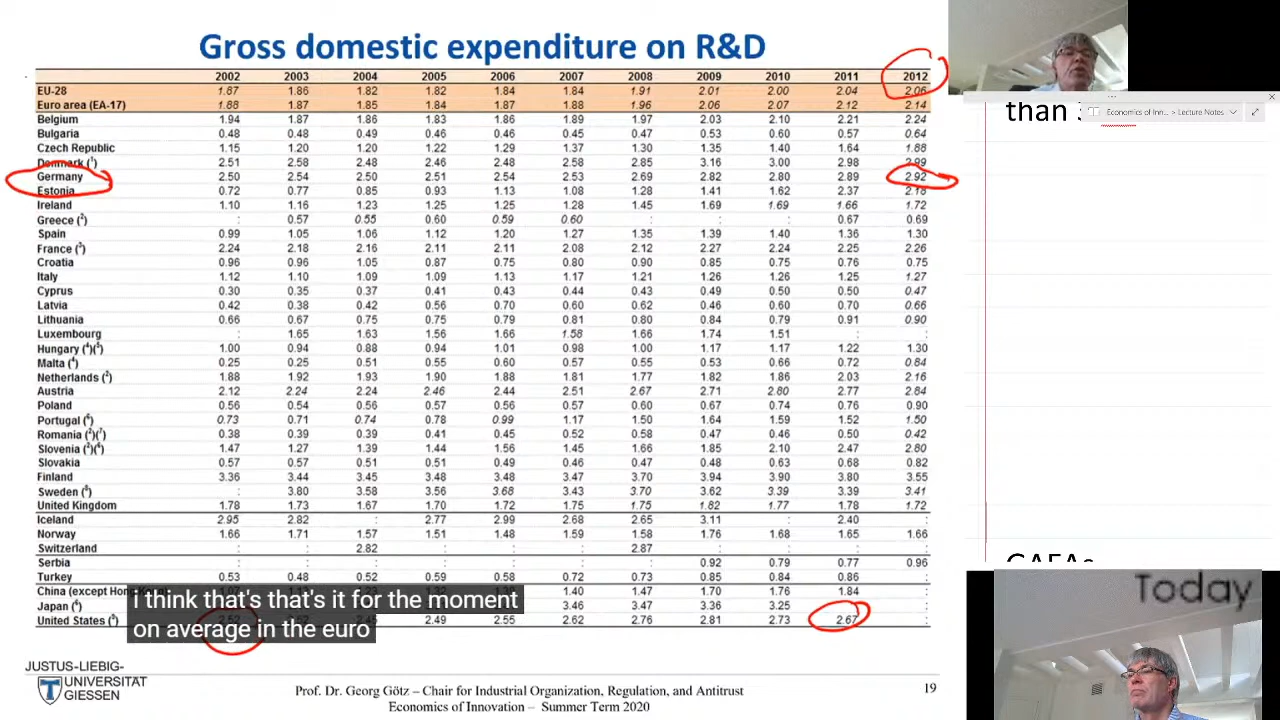 Gross domestic expenditure on R&D
2002 2003 2004 2005 2006 2007 2008 2009 2010 2011 2012
EU-28 1.87 1.86 1.82 1.82 1.84 1.84 1.91 2.01 2.00 2.04 2.06
Euro area (EA-17) 1.88 1.87 1.85 1.84 1.87 1.88 1.96 2.06 2.07 2.12 2.14
Belgium 1.94 1.87 1.86 1.83 1.86 1.89 1.97 2.03 2.10 2.21 2.24
Bulgaria 0.48 0.48 0.49 0.46 0.46 0.45 0.47 0.53 0.60 0.57 0.64
Czech Republic 1.15 1.20 1.20 1.22 1.29 1.37 1.30 1.35 1.40 1.64 1.88
Denmark (¹) 2.51 2.58 2.48 2.46 2.48 2.58 2.85 3.16 3.00 2.98 2.99
Germany 2.50 2.54 2.50 2.51 2.54 2.53 2.69 2.82 2.80 2.89 2.92
Estonia 0.72 0.77 0.85 0.93 1.13 1.08 1.28 1.41 1.62 2.37 2.18
Ireland 1.10 1.16 1.23 1.25 1.25 1.28 1.45 1.69 1.69 1.66 1.72
Greece (²) : 0.57 0.55 0.60 0.59 0.60 : : : 0.67 0.69
Spain 0.99 1.05 1.06 1.12 1.20 1.27 1.35 1.39 1.40 1.36 1.30
France (³) 2.24 2.18 2.16 2.11 2.11 2.08 2.12 2.27 2.24 2.25 2.26
Croatia 0.96 0.96 1.05 0.87 0.75 0.80 0.90 0.85 0.75 0.76 0.75
Italy 1.12 1.10 1.09 1.09 1.13 1.17 1.21 1.26 1.26 1.25 1.27
Cyprus 0.30 0.35 0.37 0.41 0.43 0.44 0.43 0.49 0.50 0.50 0.47
Latvia 0.42 0.38 0.42 0.56 0.70 0.60 0.62 0.46 0.60 0.70 0.66
Lithuania 0.66 0.67 0.75 0.75 0.79 0.81 0.80 0.84 0.79 0.91 0.90
Luxembourg : 1.65 1.63 1.56 1.66 1.58 1.66 1.74 1.51 : :
Hungary (⁴)(⁵) 1.00 0.94 0.88 0.94 1.01 0.98 1.00 1.17 1.17 1.22 1.30
Malta (⁴) 0.25 0.25 0.51 0.55 0.60 0.57 0.55 0.53 0.66 0.72 0.84
Netherlands (²) 1.88 1.92 1.93 1.90 1.88 1.81 1.77 1.82 1.86 2.03 2.16
Austria 2.12 2.24 2.24 2.46 2.44 2.51 2.67 2.71 2.80 2.77 2.84
Poland 0.56 0.54 0.56 0.57 0.56 0.57 0.60 0.67 0.74 0.76 0.90
Portugal (⁶) 0.73 0.71 0.74 0.78 0.99 1.17 1.50 1.64 1.59 1.52 1.50
Romania (²)(⁷) 0.38 0.39 0.39 0.41 0.45 0.52 0.58 0.47 0.46 0.50 0.42
Slovenia (²)(⁶) 1.47 1.27 1.39 1.44 1.56 1.45 1.66 1.85 2.10 2.47 2.80
Slovakia 0.57 0.57 0.51 0.51 0.49 0.46 0.47 0.48 0.63 0.68 0.82
Finland 3.36 3.44 3.45 3.48 3.48 3.47 3.70 3.94 3.90 3.80 3.55
Sweden (⁸) : 3.80 3.58 3.56 3.68 3.43 3.70 3.62 3.39 3.39 3.41
United Kingdom 1.78 1.73 1.67 1.70 1.72 1.75 1.75 1.82 1.77 1.78 1.72
Iceland 2.95 2.82 : 2.77 2.99 2.68 2.65 3.11 : 2.40 :
Norway 1.66 1.71 1.57 1.51 1.48 1.59 1.58 1.76 1.68 1.65 1.66
Switzerland : : 2.82 : : : 2.87 : : : :
Serbia : : : : : : : 0.92 0.79 0.77 0.96
Turkey 0.53 0.48 0.52 0.59 0.58 0.72 0.73 0.85 0.84 0.86 :
China (except Hong 1.40 1.47 1.70 1.76 1.84 :
Japan (⁴) 3.46 3.47 3.36 3.25 : :
United States (⁹) 2.49 2.55 2.62 2.76 2.81 2.73 2.67 :
I think that's that's it for the moment
on average in the euro
JUSTUS-LIEBIG-
UNIVERSITAT
GIESSEN
Prof. Dr. Georg Götz – Chair for Industrial Organization, Regulation, and Antitrust
Economics of Innovation – Summer Term 2020
19
Economics of Inn... > Lecture Notes
than
GAFAs
Today